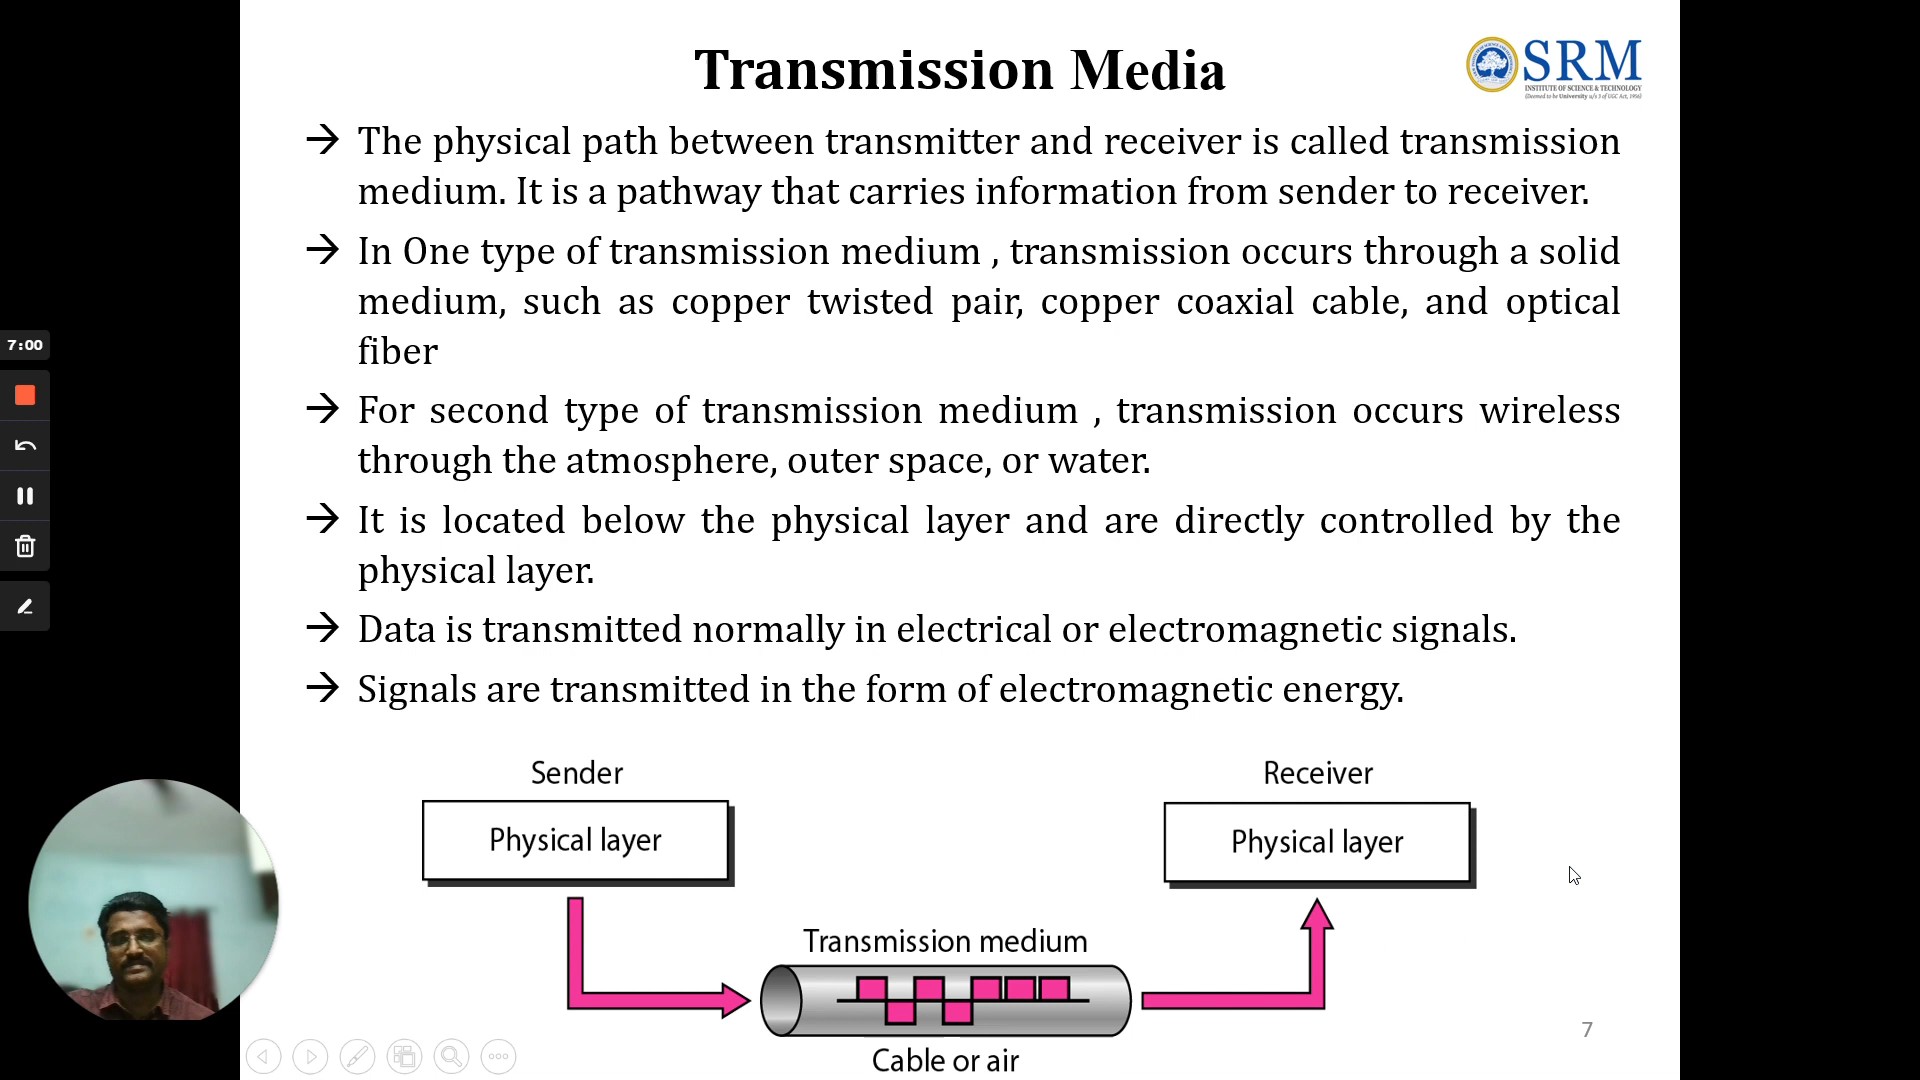 Transmission Media
SRM
INSTITUTE OF SCIENCE & TECHNOLOGY
(Deemed to be University u/s 3 of UGC Act, 1956)
→ The physical path between transmitter and receiver is called transmission
medium. It is a pathway that carries information from sender to receiver.
→ In One type of transmission medium , transmission occurs through a solid
medium, such as copper twisted pair, copper coaxial cable, and optical
fiber
→ For second type of transmission medium , transmission occurs wireless
through the atmosphere, outer space, or water.
→ It is located below the physical layer and are directly controlled by the
physical layer.
→ Data is transmitted normally in electrical or electromagnetic signals.
→ Signals are transmitted in the form of electromagnetic energy.
7:00
Sender
Receiver
Physical layer
Physical layer
Transmission medium
Cable or air
7